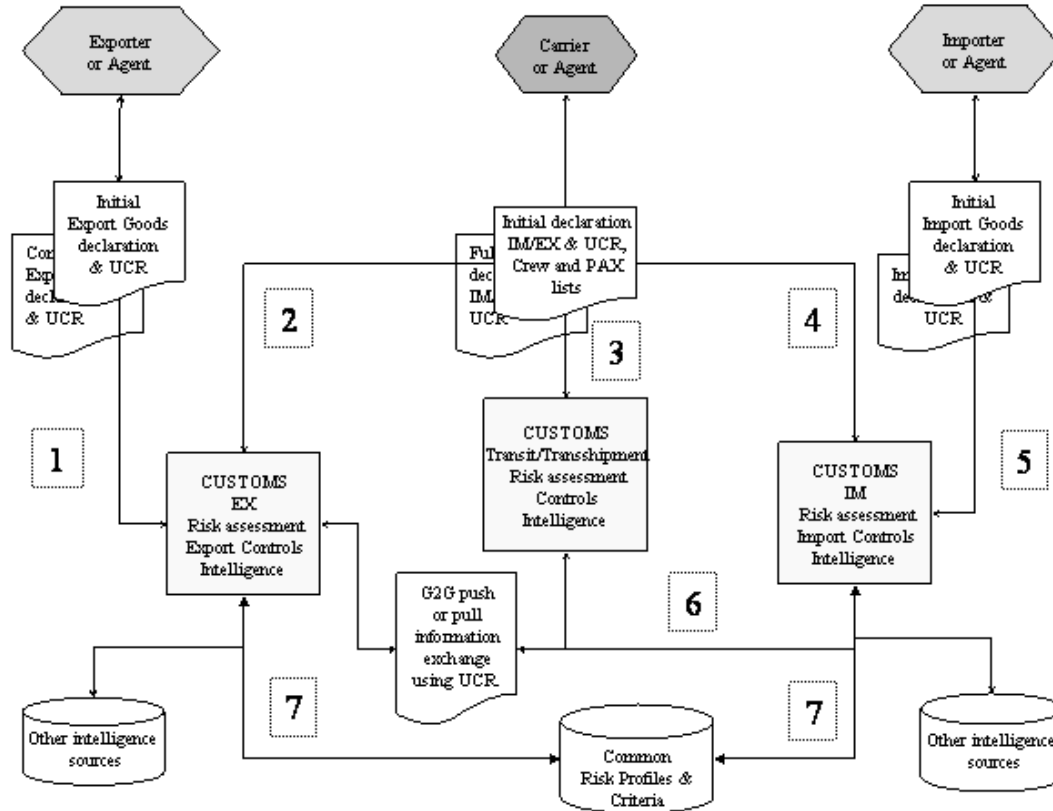 Exporter
or Agent
Carrier
or Agent
Importer
or Agent
Initial
Export Goods
declaration
& UCR
Initial declaration
IM/EX & UCR,
Crew and PAX
lists
Initial
Import Goods
declaration
& UCR
& UCR
UCR
UCR
2
3
4
1
5
CUSTOMS
EX
Risk assessment
Export Controls
Intelligence
CUSTOMS
Transit/Transshipment
Risk assessment
Controls
Intelligence
CUSTOMS
IM
Risk assessment
Import Controls
Intelligence
G2G push
or pull
information
exchange
using UCR
6
7
7
Other intelligence
sources
Common
Risk Profiles &
Criteria
Other intelligence
sources